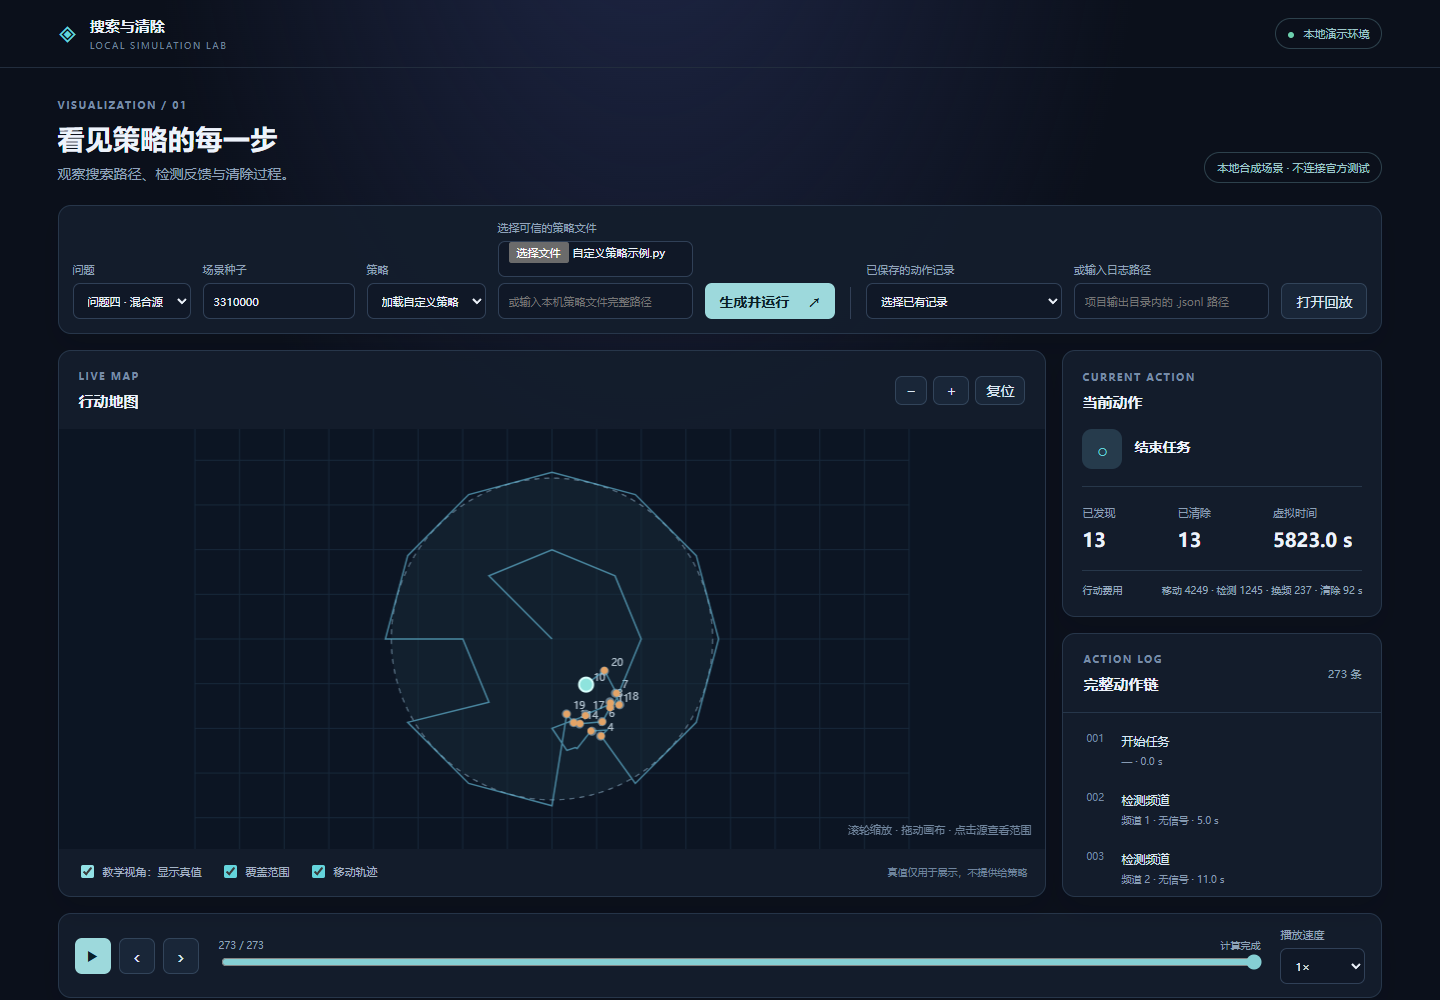 搜索与清除
LOCAL SIMULATION LAB
本地演示环境
VISUALIZATION / 01
看见策略的每一步
观察搜索路径、检测反馈与清除过程。
本地合成场景 · 不连接官方测试
问题
问题四 · 混合源
场景种子
3310000
策略
加载自定义策略
选择可信的策略文件
选择文件 自定义策略示例.py
或输入本机策略文件完整路径
生成并运行 ↗
已保存的动作记录
选择已有记录
或输入日志路径
项目输出目录内的 .jsonl 路径
打开回放
LIVE MAP
行动地图
− + 复位
20
10
7
18
19
17
6
4
滚轮缩放 · 拖动画布 · 点击源查看范围
教学视角：显示真值
覆盖范围
移动轨迹
真值仅用于展示，不提供给策略
CURRENT ACTION
当前动作
结束任务
已发现 已清除 虚拟时间
13 13 5823.0 s
行动费用 移动 4249 · 检测 1245 · 换频 237 · 清除 92 s
ACTION LOG
完整动作链
273 条
001 开始任务
— · 0.0 s
002 检测频道
频道 1 · 无信号 · 5.0 s
003 检测频道
频道 2 · 无信号 · 11.0 s
273 / 273
计算完成
播放速度
1×